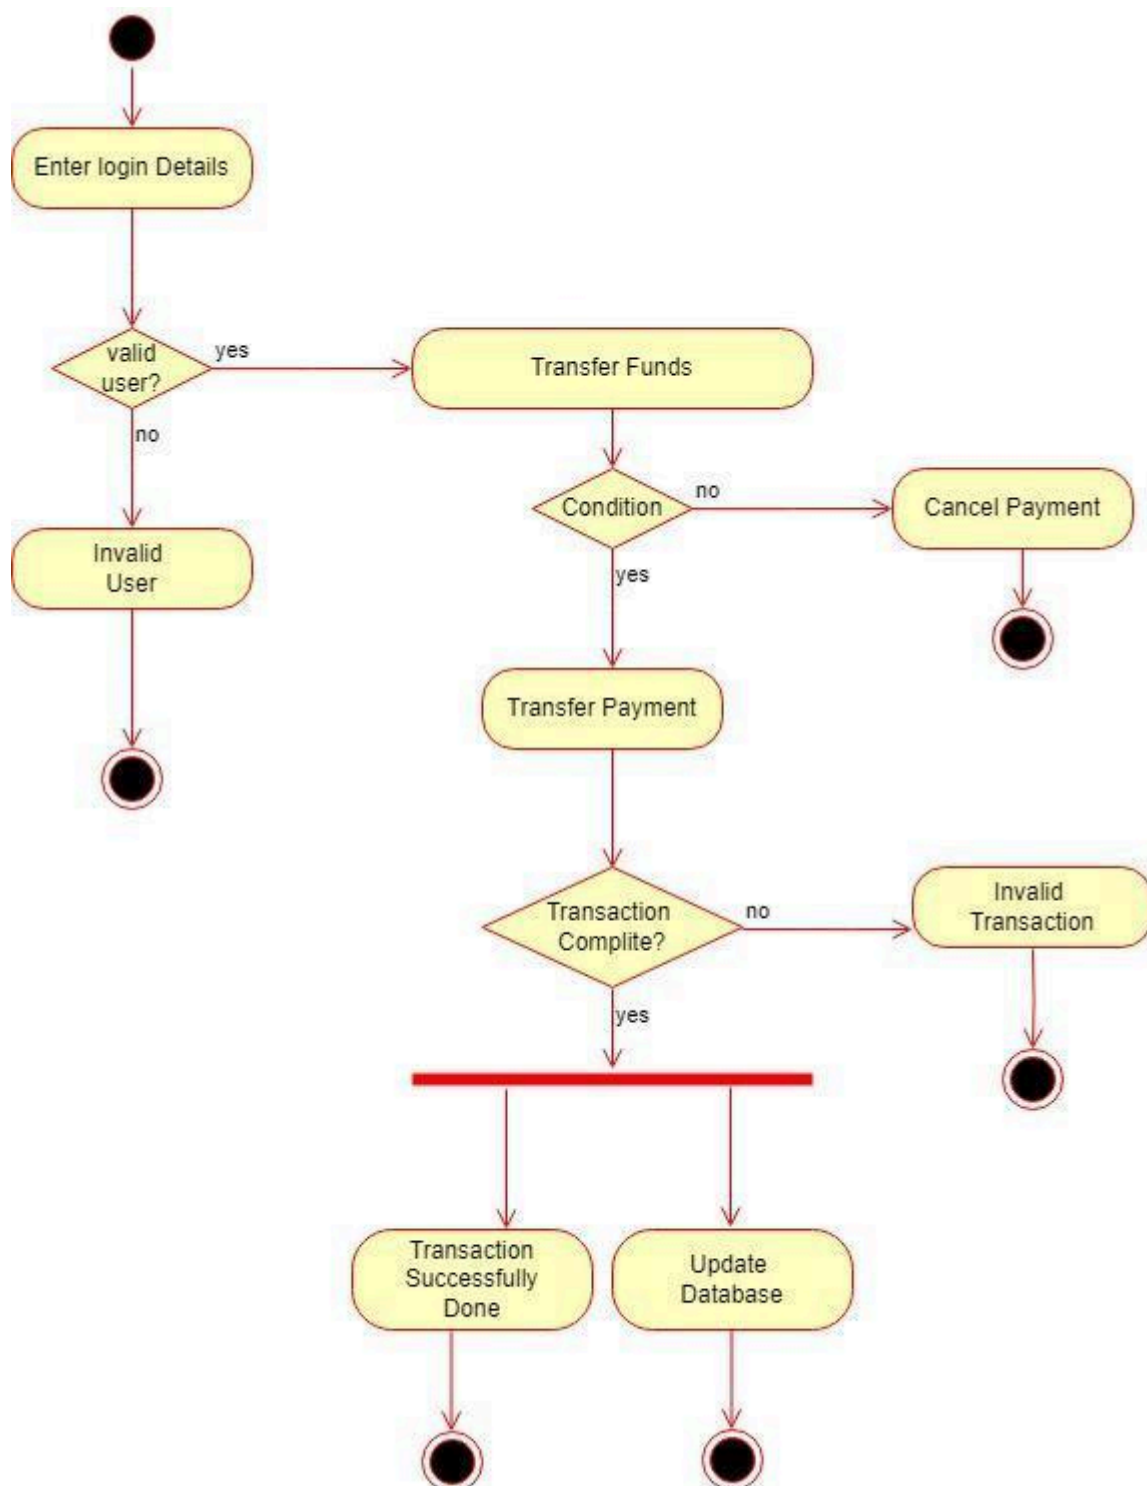 Enter login Details
valid
user?
yes
Transfer Funds
no
Condition
no
Cancel Payment
Invalid
User
yes
Transfer Payment
Transaction
Complite?
no
Invalid
Transaction
yes
Transaction
Successfully
Done
Update
Database